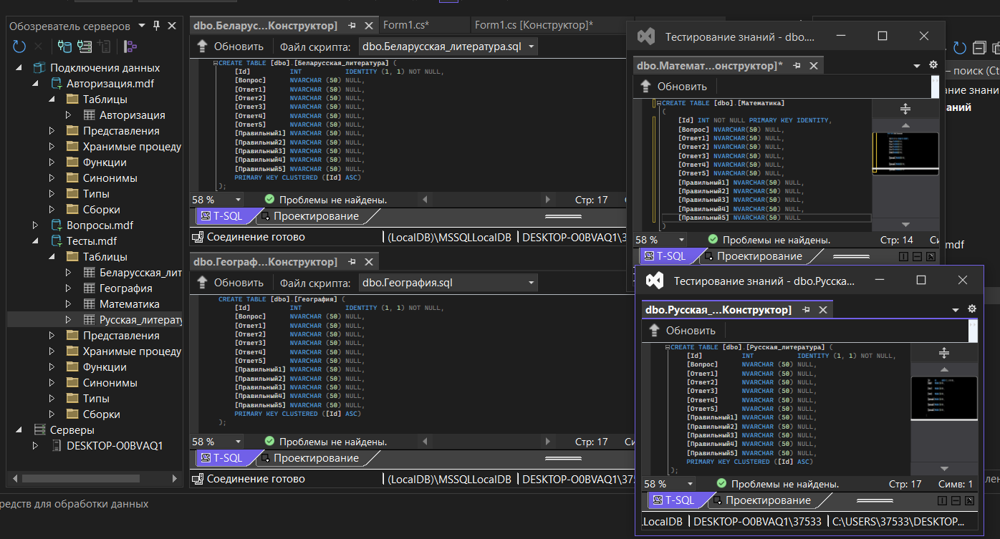 Обозреватель серверов
Подключения данных
Авторизация.mdf
Таблицы
Авторизация
Представления
Хранимые процеду
Функции
Синонимы
Типы
Сборки
Вопросы.mdf
Тесты.mdf
Таблицы
Беларусская_лит
География
Математика
Русская_литерату
Представления
Хранимые процеду
Функции
Синонимы
Типы
Сборки
Серверы
DESKTOP-O0BVAQ1
редств для обработки данных
dbo.Беларус...Конструктор]
Form1.cs*
Form1.cs [Конструктор]*
Обновить
Файл скрипта:
dbo.Беларусская_литература.sql
CREATE TABLE [dbo].[Беларусская_литература] (
[Id] INT IDENTITY (1, 1) NOT NULL,
[Вопрос] NVARCHAR (50) NULL,
[Ответ1] NVARCHAR (50) NULL,
[Ответ2] NVARCHAR (50) NULL,
[Ответ3] NVARCHAR (50) NULL,
[Ответ4] NVARCHAR (50) NULL,
[Ответ5] NVARCHAR (50) NULL,
[Правильный1] NVARCHAR (50) NULL,
[Правильный2] NVARCHAR (50) NULL,
[Правильный3] NVARCHAR (50) NULL,
[Правильный4] NVARCHAR (50) NULL,
[Правильный5] NVARCHAR (50) NULL,
PRIMARY KEY CLUSTERED ([Id] ASC)
);
58 %
Проблемы не найдены.
Стр: 17
T-SQL
Проектирование
Соединение готово
(LocalDB)\MSSQLLocalDB
DESKTOP-O0BVAQ1\3
dbo.Географ...Конструктор]
Обновить
Файл скрипта:
dbo.География.sql
CREATE TABLE [dbo].[География] (
[Id] INT IDENTITY (1, 1) NOT NULL,
[Вопрос] NVARCHAR (50) NULL,
[Ответ1] NVARCHAR (50) NULL,
[Ответ2] NVARCHAR (50) NULL,
[Ответ3] NVARCHAR (50) NULL,
[Ответ4] NVARCHAR (50) NULL,
[Ответ5] NVARCHAR (50) NULL,
[Правильный1] NVARCHAR (50) NULL,
[Правильный2] NVARCHAR (50) NULL,
[Правильный3] NVARCHAR (50) NULL,
[Правильный4] NVARCHAR (50) NULL,
[Правильный5] NVARCHAR (50) NULL,
PRIMARY KEY CLUSTERED ([Id] ASC)
);
58 %
Проблемы не найдены.
Стр: 17
Си
T-SQL
Проектирование
Соединение готово
(LocalDB)\MSSQLLocalDB
DESKTOP-O0BVAQ1\37
Тестирование знаний - dbo....
dbo.Математ...онструктор]*
Обновить
CREATE TABLE [dbo].[Математика]
(
[Id] INT NOT NULL PRIMARY KEY IDENTITY,
[Вопрос] NVARCHAR(50) NULL,
[Ответ1] NVARCHAR(50) NULL,
[Ответ2] NVARCHAR(50) NULL,
[Ответ3] NVARCHAR(50) NULL,
[Ответ4] NVARCHAR(50) NULL,
[Ответ5] NVARCHAR(50) NULL,
[Правильный1] NVARCHAR(50) NULL,
[Правильный2] NVARCHAR(50) NULL,
[Правильный3] NVARCHAR(50) NULL,
[Правильный4] NVARCHAR(50) NULL,
[Правильный5] NVARCHAR(50) NULL
)
58 %
Проблемы не найдены.
Стр: 14
Си
T-SQL
Проектирование
– поиск (Ct
ание знани
аний
mdf
Тестирование знаний - dbo.Русска...
dbo.Русская_...Конструктор]
Обновить
CREATE TABLE [dbo].[Русская_литература] (
[Id] INT IDENTITY (1, 1) NOT NULL,
[Вопрос] NVARCHAR (50) NULL,
[Ответ1] NVARCHAR (50) NULL,
[Ответ2] NVARCHAR (50) NULL,
[Ответ3] NVARCHAR (50) NULL,
[Ответ4] NVARCHAR (50) NULL,
[Ответ5] NVARCHAR (50) NULL,
[Правильный1] NVARCHAR (50) NULL,
[Правильный2] NVARCHAR (50) NULL,
[Правильный3] NVARCHAR (50) NULL,
[Правильный4] NVARCHAR (50) NULL,
[Правильный5] NVARCHAR (50) NULL,
PRIMARY KEY CLUSTERED ([Id] ASC)
);
58 %
Проблемы не найдены.
Стр: 17
Симв: 1
T-SQL
Проектирование
.LocalDB
DESKTOP-O0BVAQ1\37533
C:\USERS\37533\DESKTOP...
лен